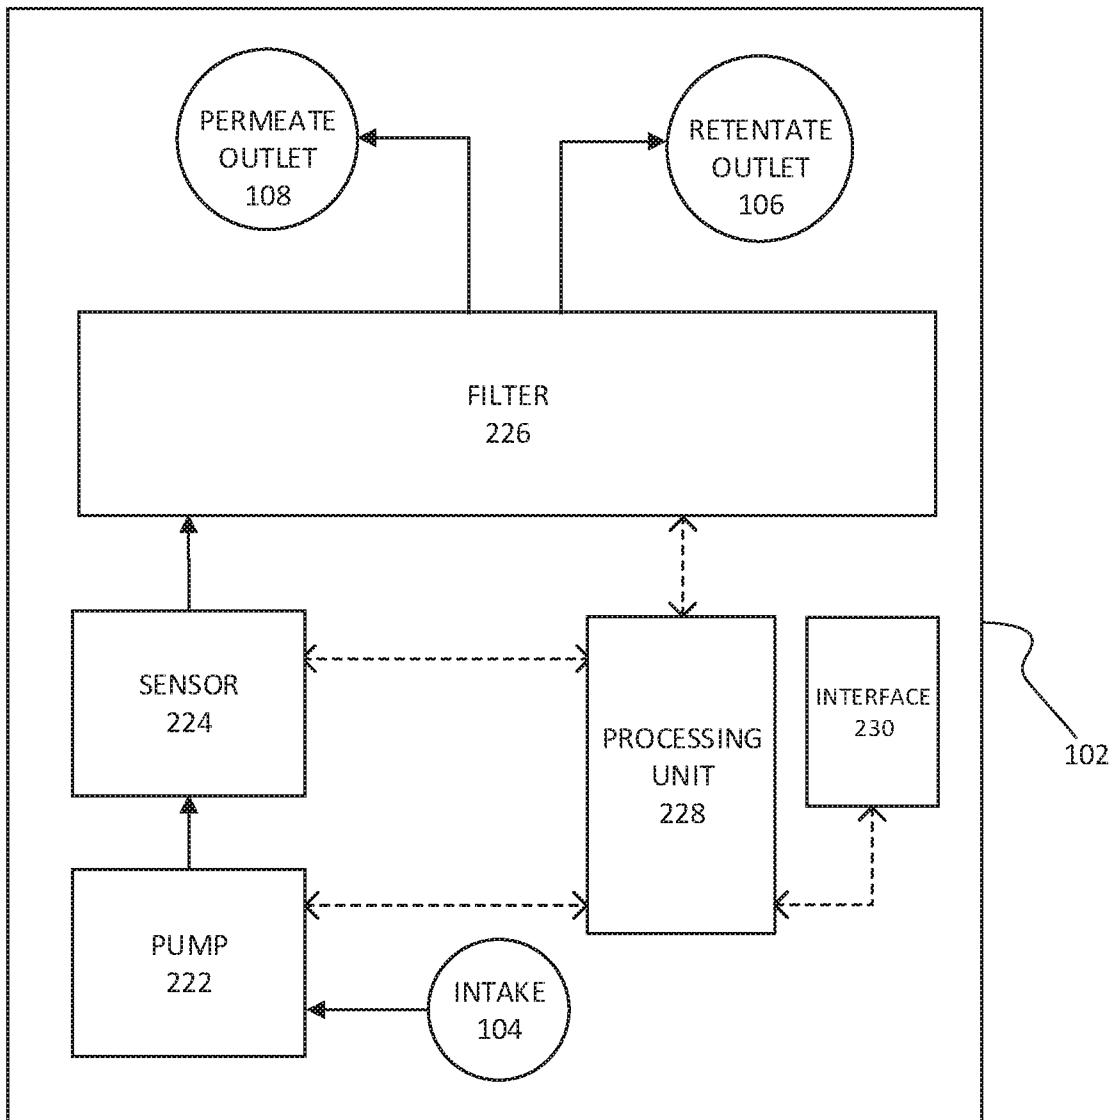 PERMEATE
OUTLET
108
RETENTATE
OUTLET
106
FILTER
226
SENSOR
224
PROCESSING
UNIT
228
INTERFACE
230
102
PUMP
222
INTAKE
104